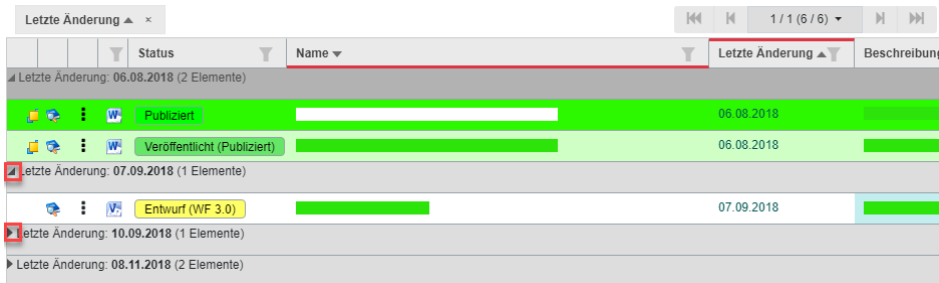 Letzte Änderung ▲ ×
1 / 1 (6 / 6) ▼
Status Name ▼ Letzte Änderung ▲ Beschreibung
Letzte Änderung: 06.08.2018 (2 Elemente)
Publiziert 06.08.2018
Veröffentlicht (Publiziert) 06.08.2018
Letzte Änderung: 07.09.2018 (1 Elemente)
Entwurf (WF 3.0) 07.09.2018
Letzte Änderung: 10.09.2018 (1 Elemente)
Letzte Änderung: 08.11.2018 (2 Elemente)